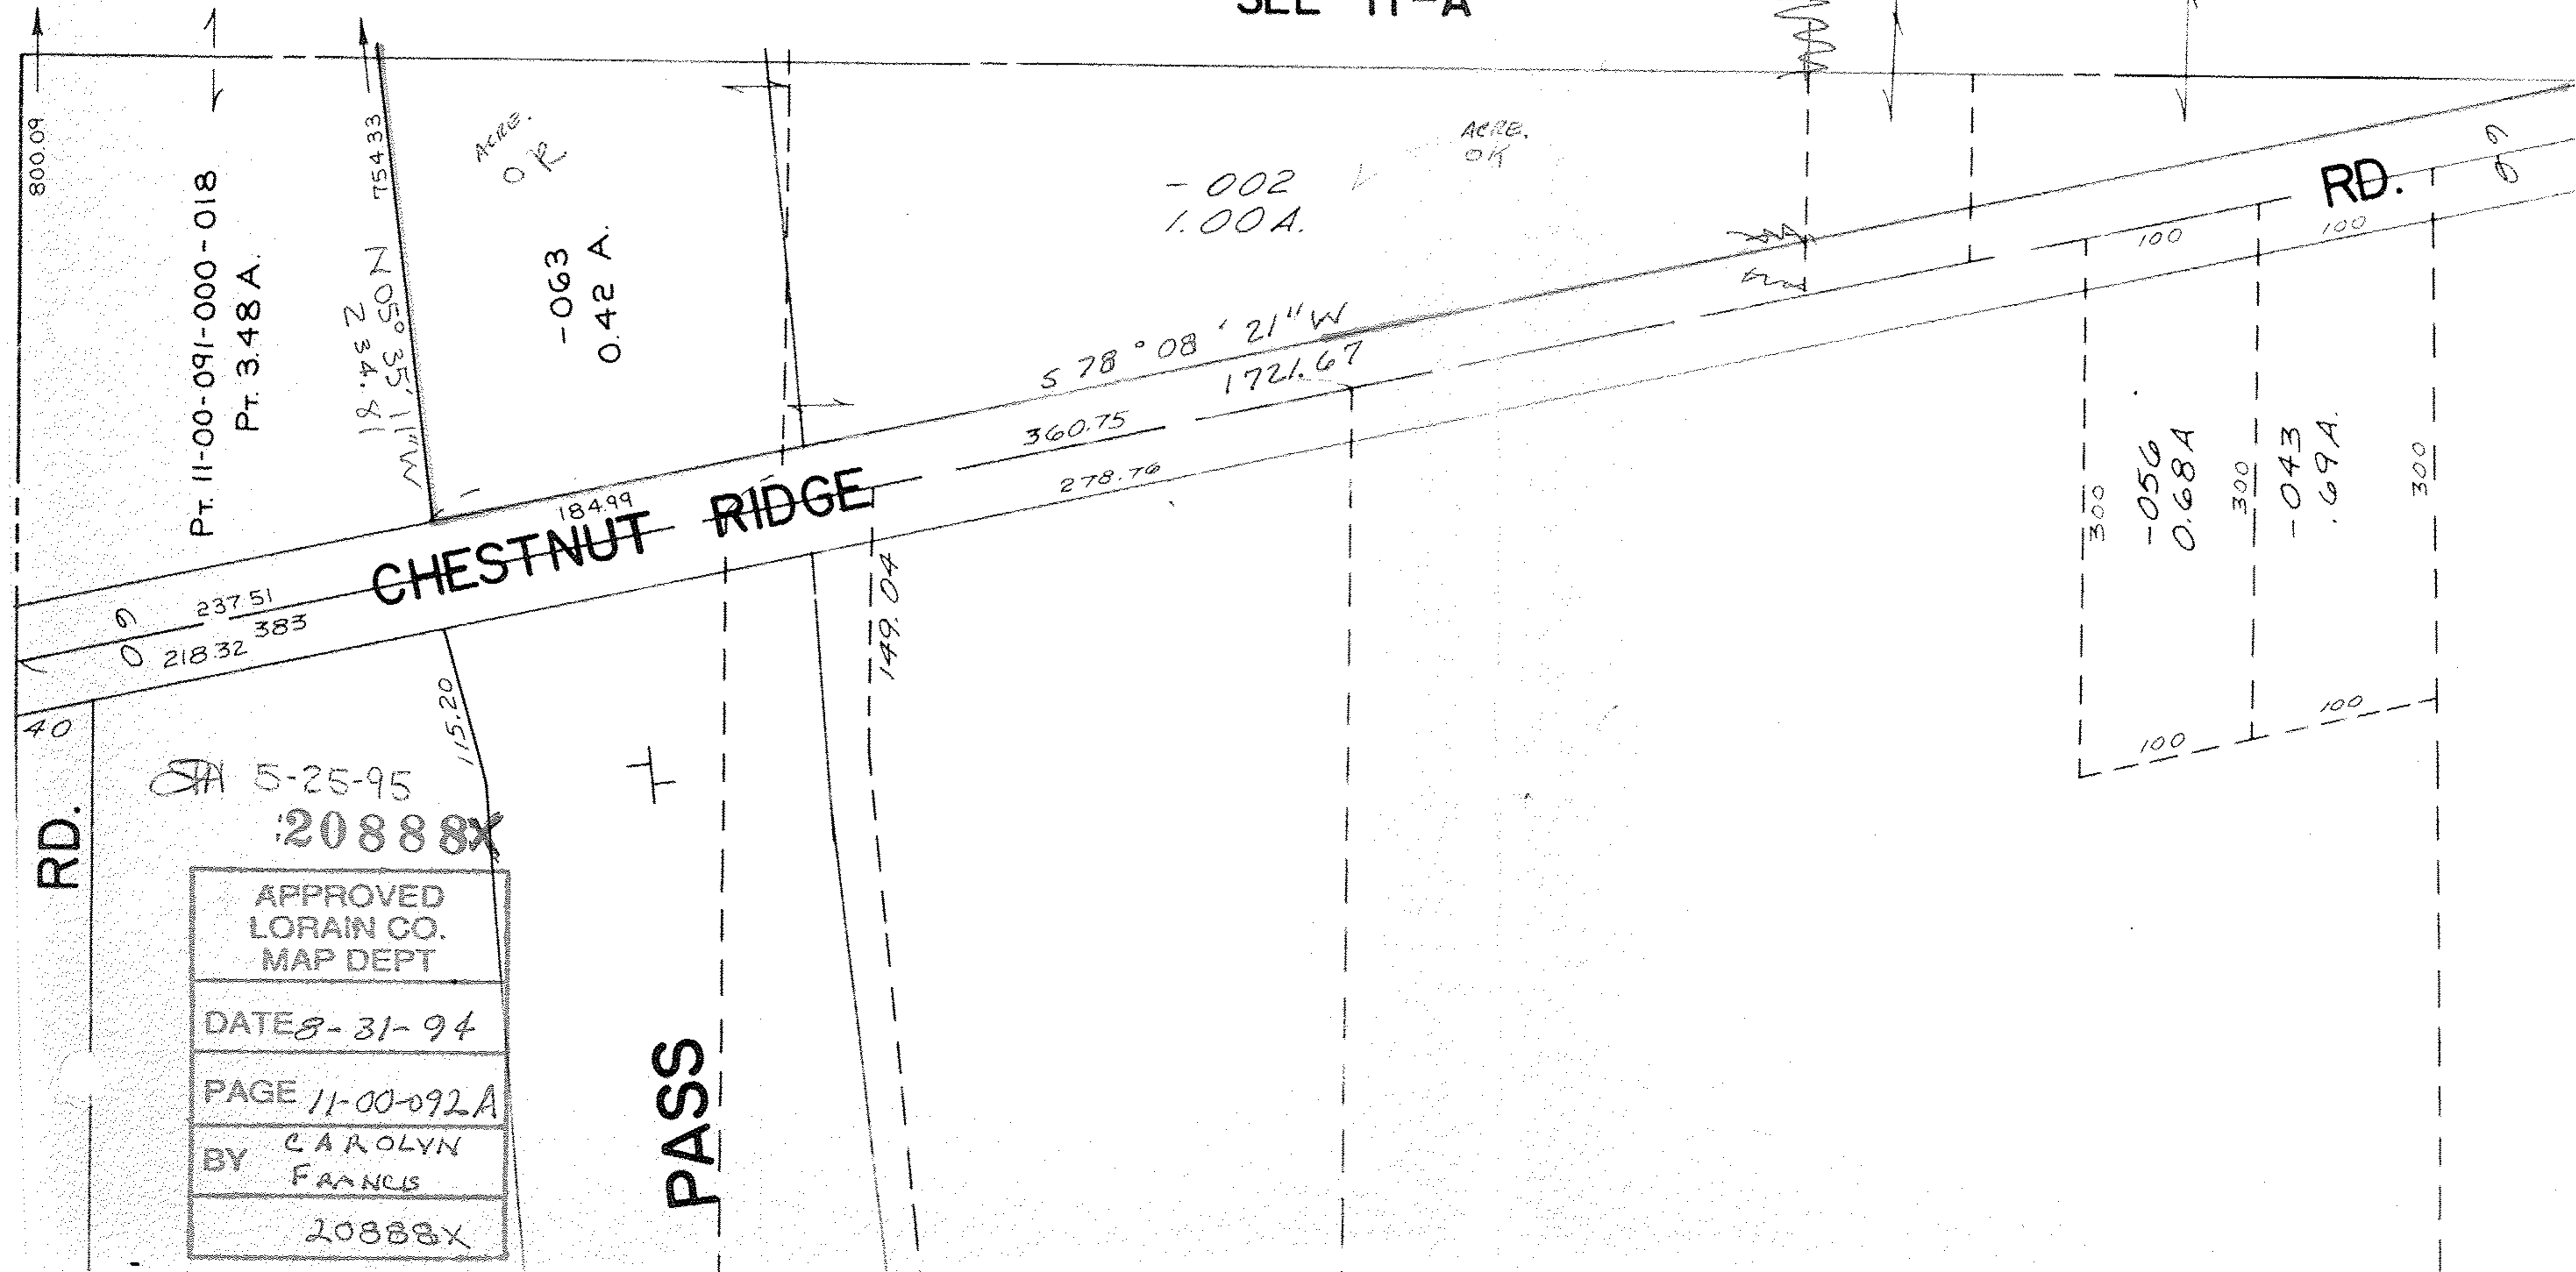 SEE 11-A
800.09
PT. 11-00-091-000-018
PT. 3.48 A.
754.33
N 05° 35' 11" W
234.81
ACRE.
OK
-063
0.42 A.
-002
1.00 A.
ACRE.
OK
S 78° 08' 21" W
1721.67
360.75
278.76
184.99
CHESTNUT RIDGE RD.
60
100
100
60
237.51
383
218.32
40
115.20
149.04
300
-056
0.68 A
300
-043
.69 A.
300
100
100
RD.
5-25-95
20888X
APPROVED
LORAIN CO.
MAP DEPT
DATE 8-31-94
PAGE 11-00-092A
BY CAROLYN
FRANCIS
20888X
PASS